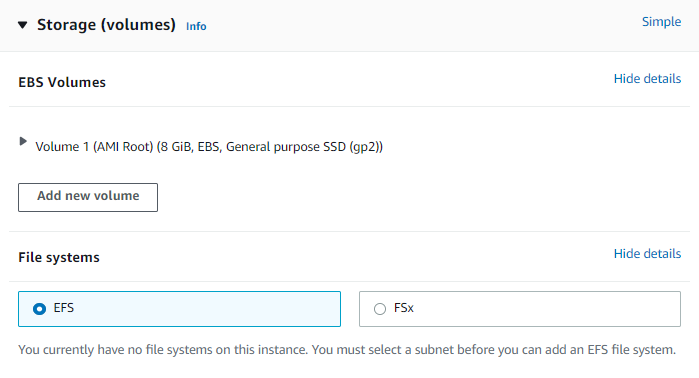 Storage (volumes) Info Simple
EBS Volumes Hide details
Volume 1 (AMI Root) (8 GiB, EBS, General purpose SSD (gp2))
Add new volume
File systems Hide details
EFS FSx
You currently have no file systems on this instance. You must select a subnet before you can add an EFS file system.